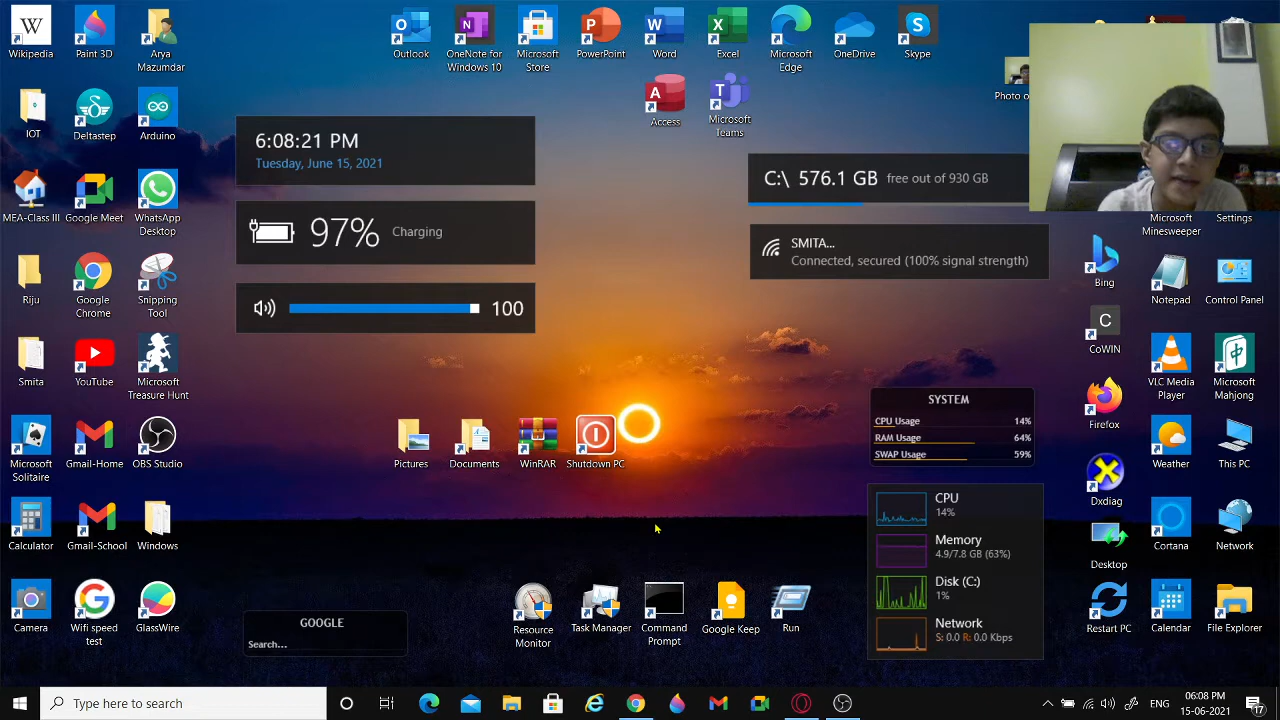 Wikipedia
Paint 3D
Arya
Mazumdar
Outlook
OneNote for
Windows 10
Microsoft
Store
PowerPoint
Word
Excel
Microsoft
Edge
OneDrive
Skype
Access
Microsoft
Teams
Photo o
IOT
Deltastep
Arduino
6:08:21 PM
Tuesday, June 15, 2021
C:\ 576.1 GB free out of 930 GB
MEA-Class III
Google Meet
WhatsApp
Desktop
97% Charging
SMITA...
Connected, secured (100% signal strength)
Microsoft
Minesweeper
Settings
Riju
Google
Chrome
Snipping
Tool
100
Bing
Notepad
Control Panel
Smita
YouTube
Microsoft
Treasure Hunt
C
CoWIN
VLC Media
Player
Microsoft
Mahjong
SYSTEM
CPU Usage 14%
RAM Usage 64%
SWAP Usage 59%
Microsoft
Solitaire
Gmail-Home
OBS Studio
Pictures
Documents
WinRAR
Shutdown PC
Firefox
Weather
This PC
Calculator
Gmail-School
Windows
CPU
14%
Memory
4.9/7.8 GB (63%)
Disk (C:)
1%
Network
S: 0.0 R: 0.0 Kbps
Dxdiag
Desktop
Cortana
Network
Camera
Wifi speed
test
GlassWire
GOOGLE
Search...
Resource
Monitor
Task Manager
Command
Prompt
Google Keep
Run
Restart PC
Calendar
File Explorer
Type here to search
ENG
06:08 PM
15-06-2021
17